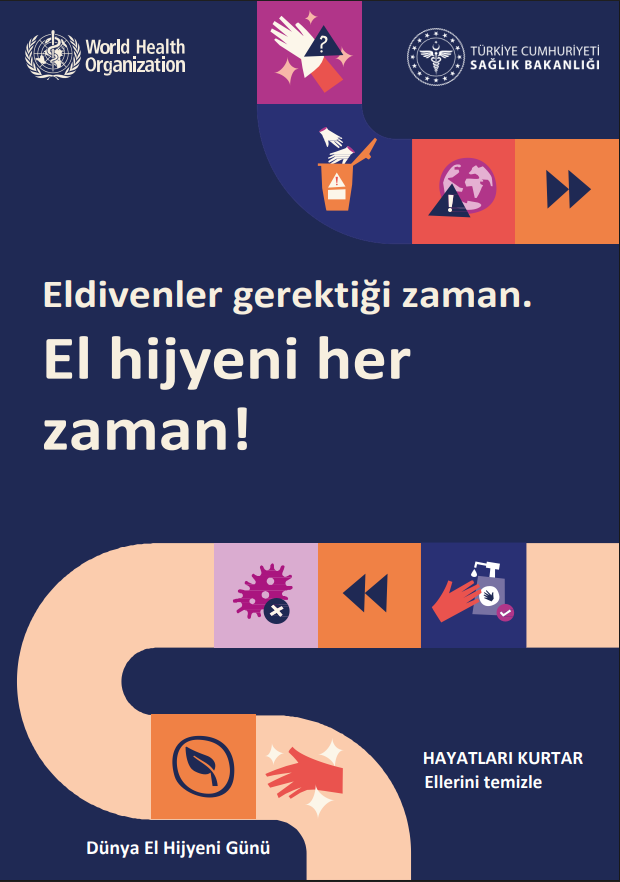 World Health
Organization
TÜRKİYE CUMHURİYETİ
SAĞLIK BAKANLIĞI
?
!
!
Eldivenler gerektiği zaman.
El hijyeni her
zaman!
HAYATLARI KURTAR
Ellerini temizle
Dünya El Hijyeni Günü